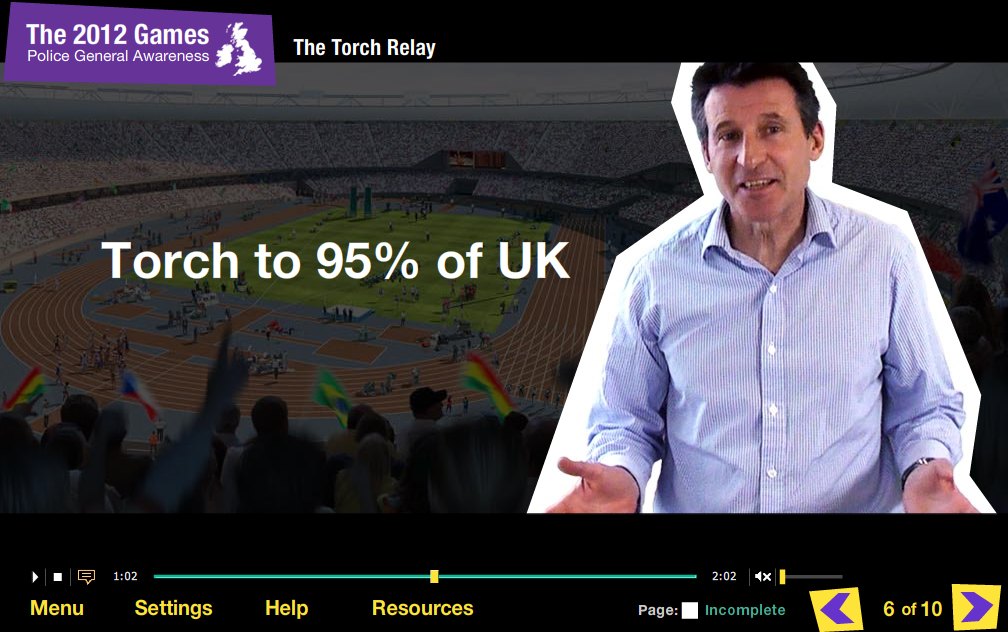 The 2012 Games
Police General Awareness
The Torch Relay
Torch to 95% of UK
1:02
2:02
Menu
Settings
Help
Resources
Page: Incomplete
6 of 10